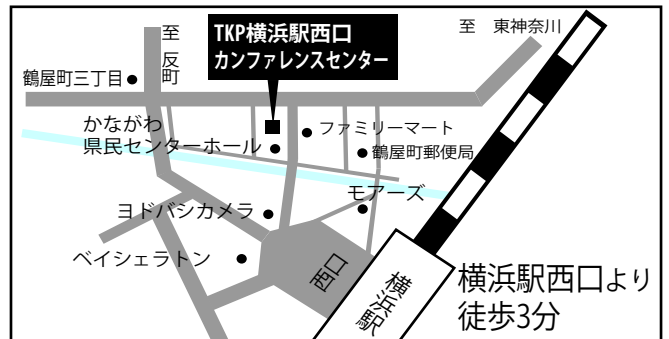 至 反町
TKP横浜駅西口
カンファレンスセンター
至 東神奈川
鶴屋町三丁目
かながわ
県民センターホール
ファミリーマート
鶴屋町郵便局
モアーズ
ヨドバシカメラ
ベイシェラトン
西口
横浜駅
横浜駅西口より
徒歩3分